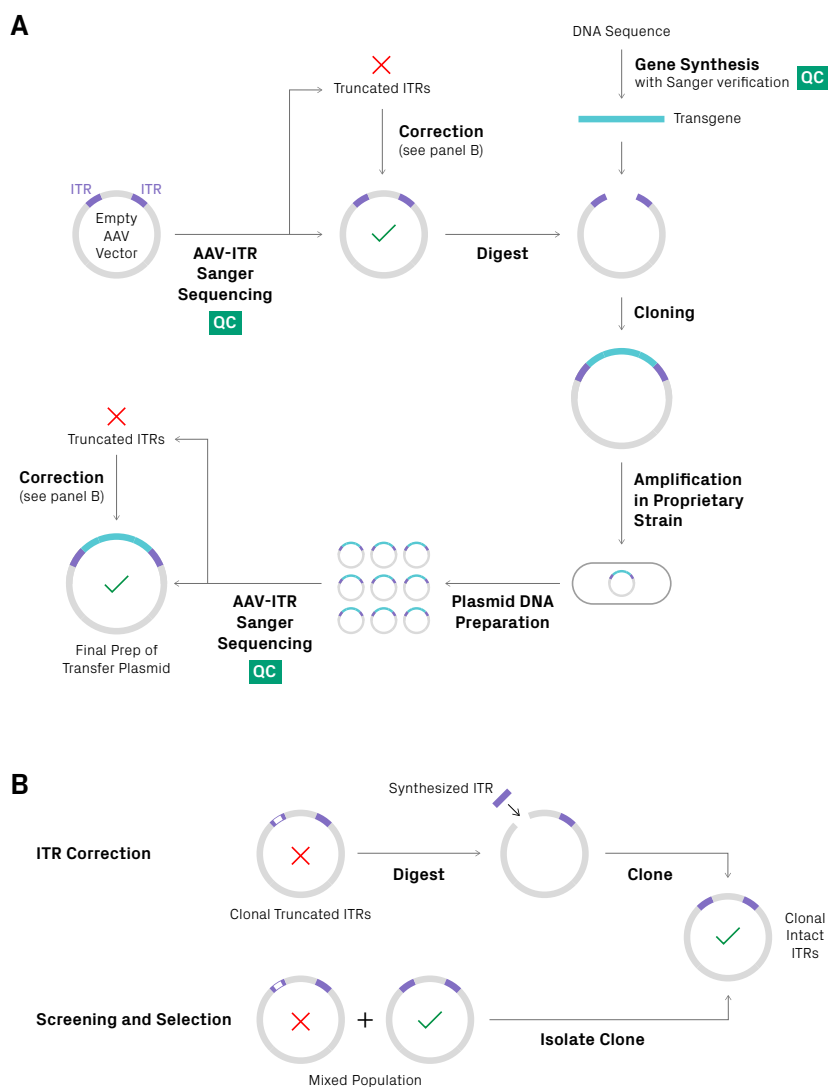 A
DNA Sequence
Gene Synthesis
with Sanger verification
QC
Transgene
Truncated ITRs
Correction
(see panel B)
ITR
ITR
Empty
AAV
Vector
AAV-ITR
Sanger
Sequencing
QC
Digest
Cloning
Amplification
in Proprietary
Strain
Plasmid DNA
Preparation
AAV-ITR
Sanger
Sequencing
QC
Truncated ITRs
Correction
(see panel B)
Final Prep of
Transfer Plasmid
B
ITR Correction
Clonal Truncated ITRs
Digest
Synthesized ITR
Clone
Clonal
Intact
ITRs
Screening and Selection
+
Mixed Population
Isolate Clone